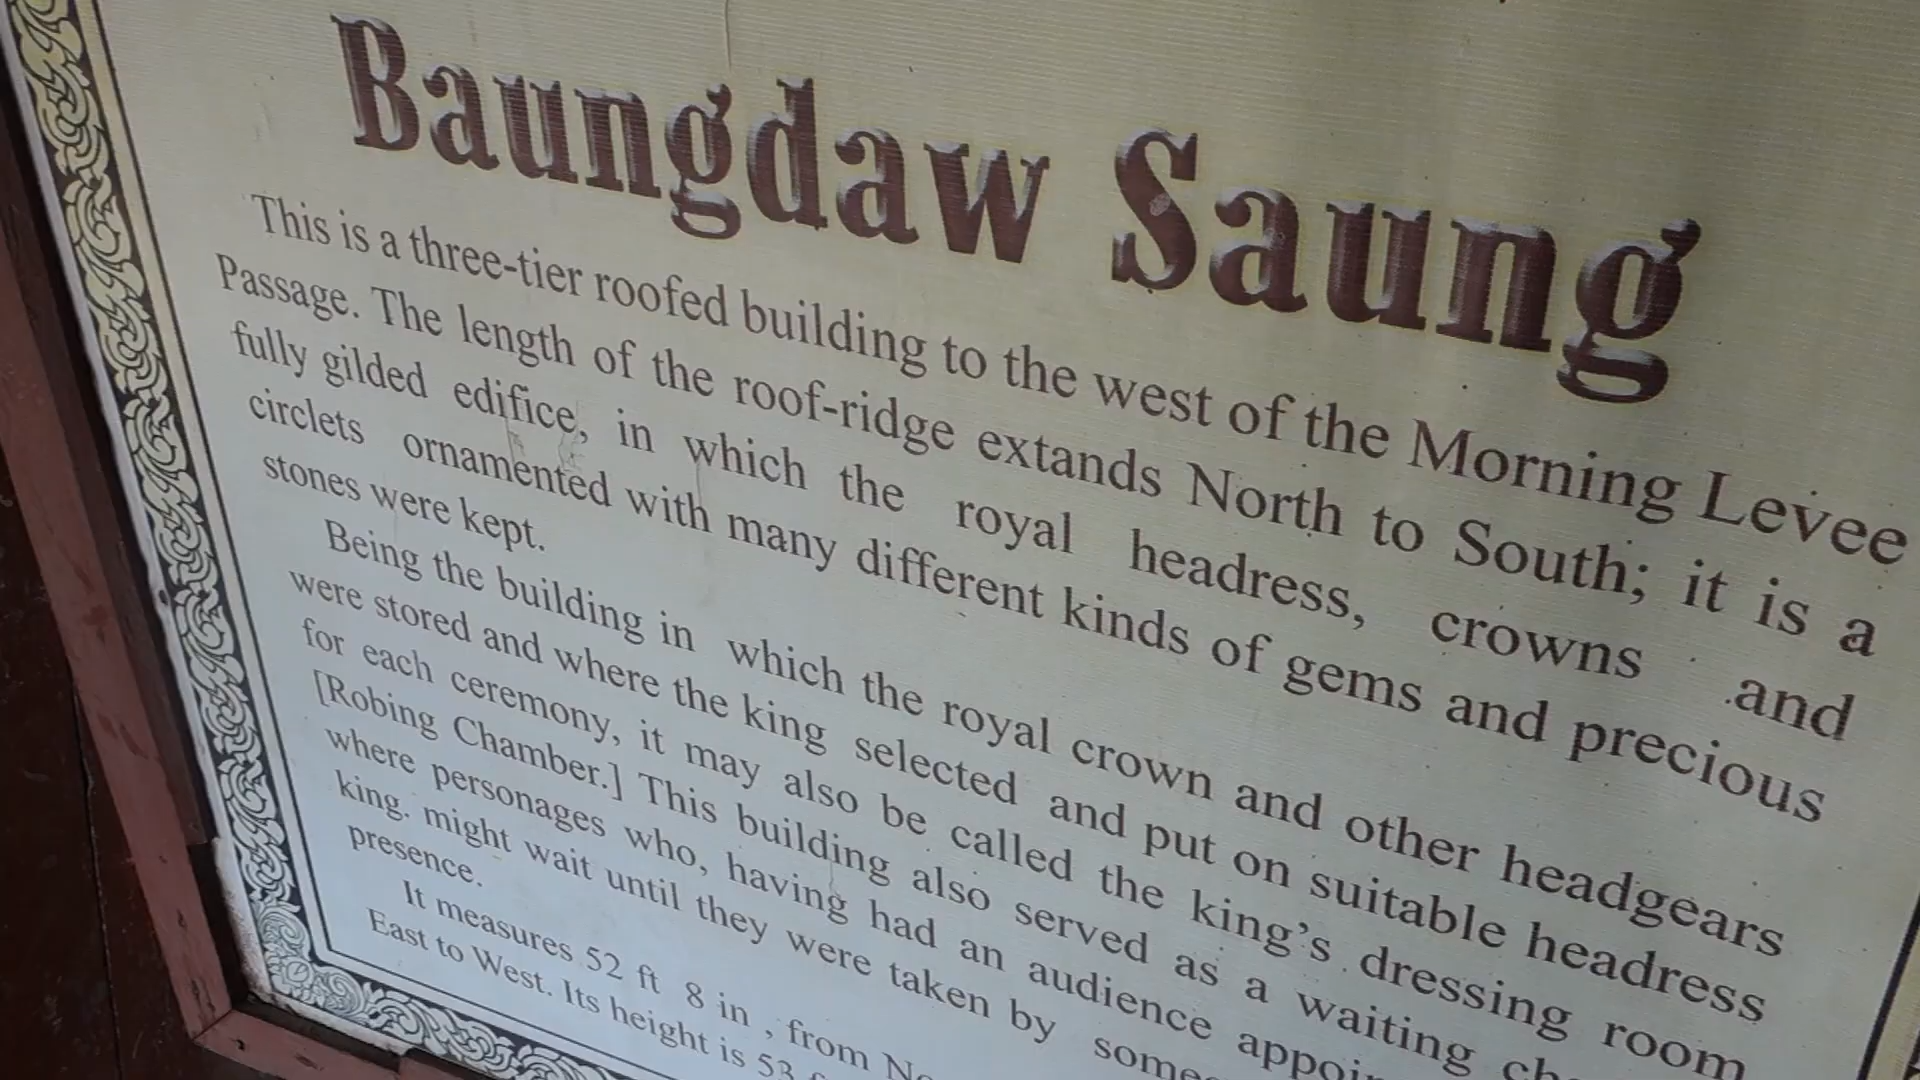 Baungdaw Saung
This is a three-tier roofed building to the west of the Morning Levee
Passage. The length of the roof-ridge extands North to South; it is a
fully gilded edifice, in which the royal headress, crowns and
circlets ornamented with many different kinds of gems and precious
stones were kept.
Being the building in which the royal crown and other headgears
were stored and where the king selected and put on suitable headress
for each ceremony, it may also be called the king's dressing room
[Robing Chamber.] This building also served as a waiting
where personages who, having had an audience
king. might wait until they were taken by
presence.
It measures 52 ft 8 in , from
East to West. Its height is 53